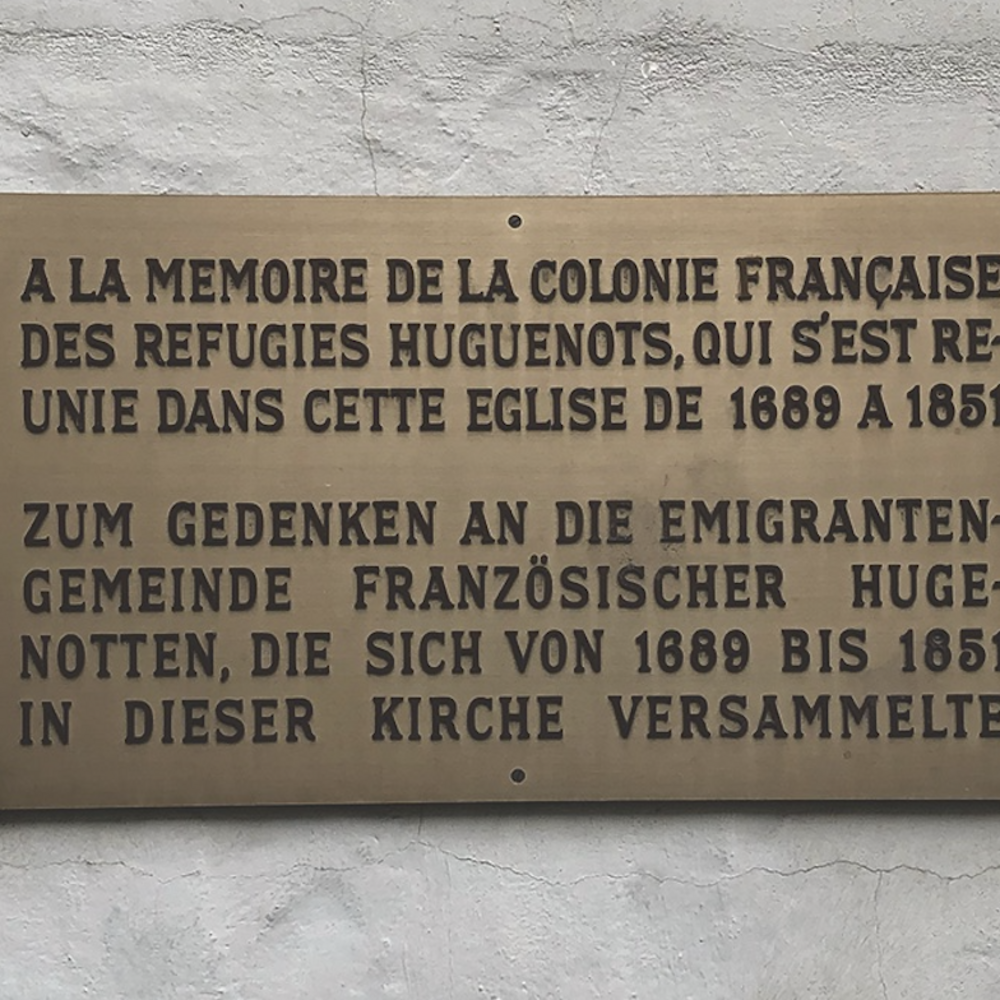 A LA MEMOIRE DE LA COLONIE FRANÇAISE
DES REFUGIES HUGUENOTS, QUI S'EST RE-
UNIE DANS CETTE EGLISE DE 1689 A 1851
ZUM GEDENKEN AN DIE EMIGRANTEN-
GEMEINDE FRANZÖSISCHER HUGE-
NOTTEN, DIE SICH VON 1689 BIS 1851
IN DIESER KIRCHE VERSAMMELTE